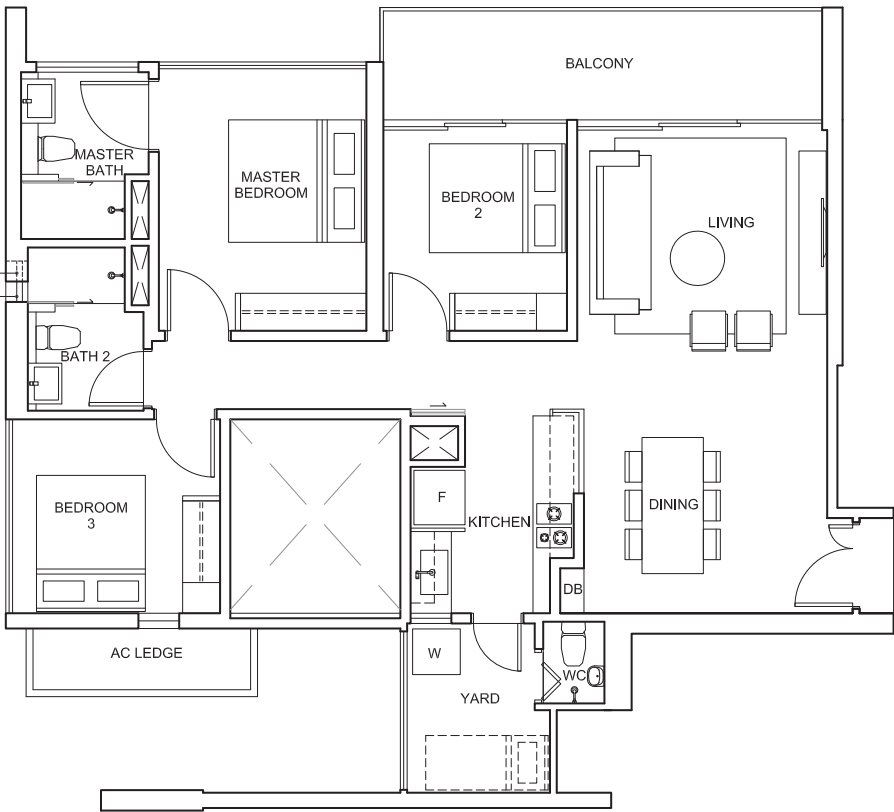 BALCONY
MASTER
BATH
MASTER
BEDROOM
BEDROOM
2
LIVING
BATH 2
BEDROOM
3
F
KITCHEN
DINING
DB
AC LEDGE
W
WC
YARD